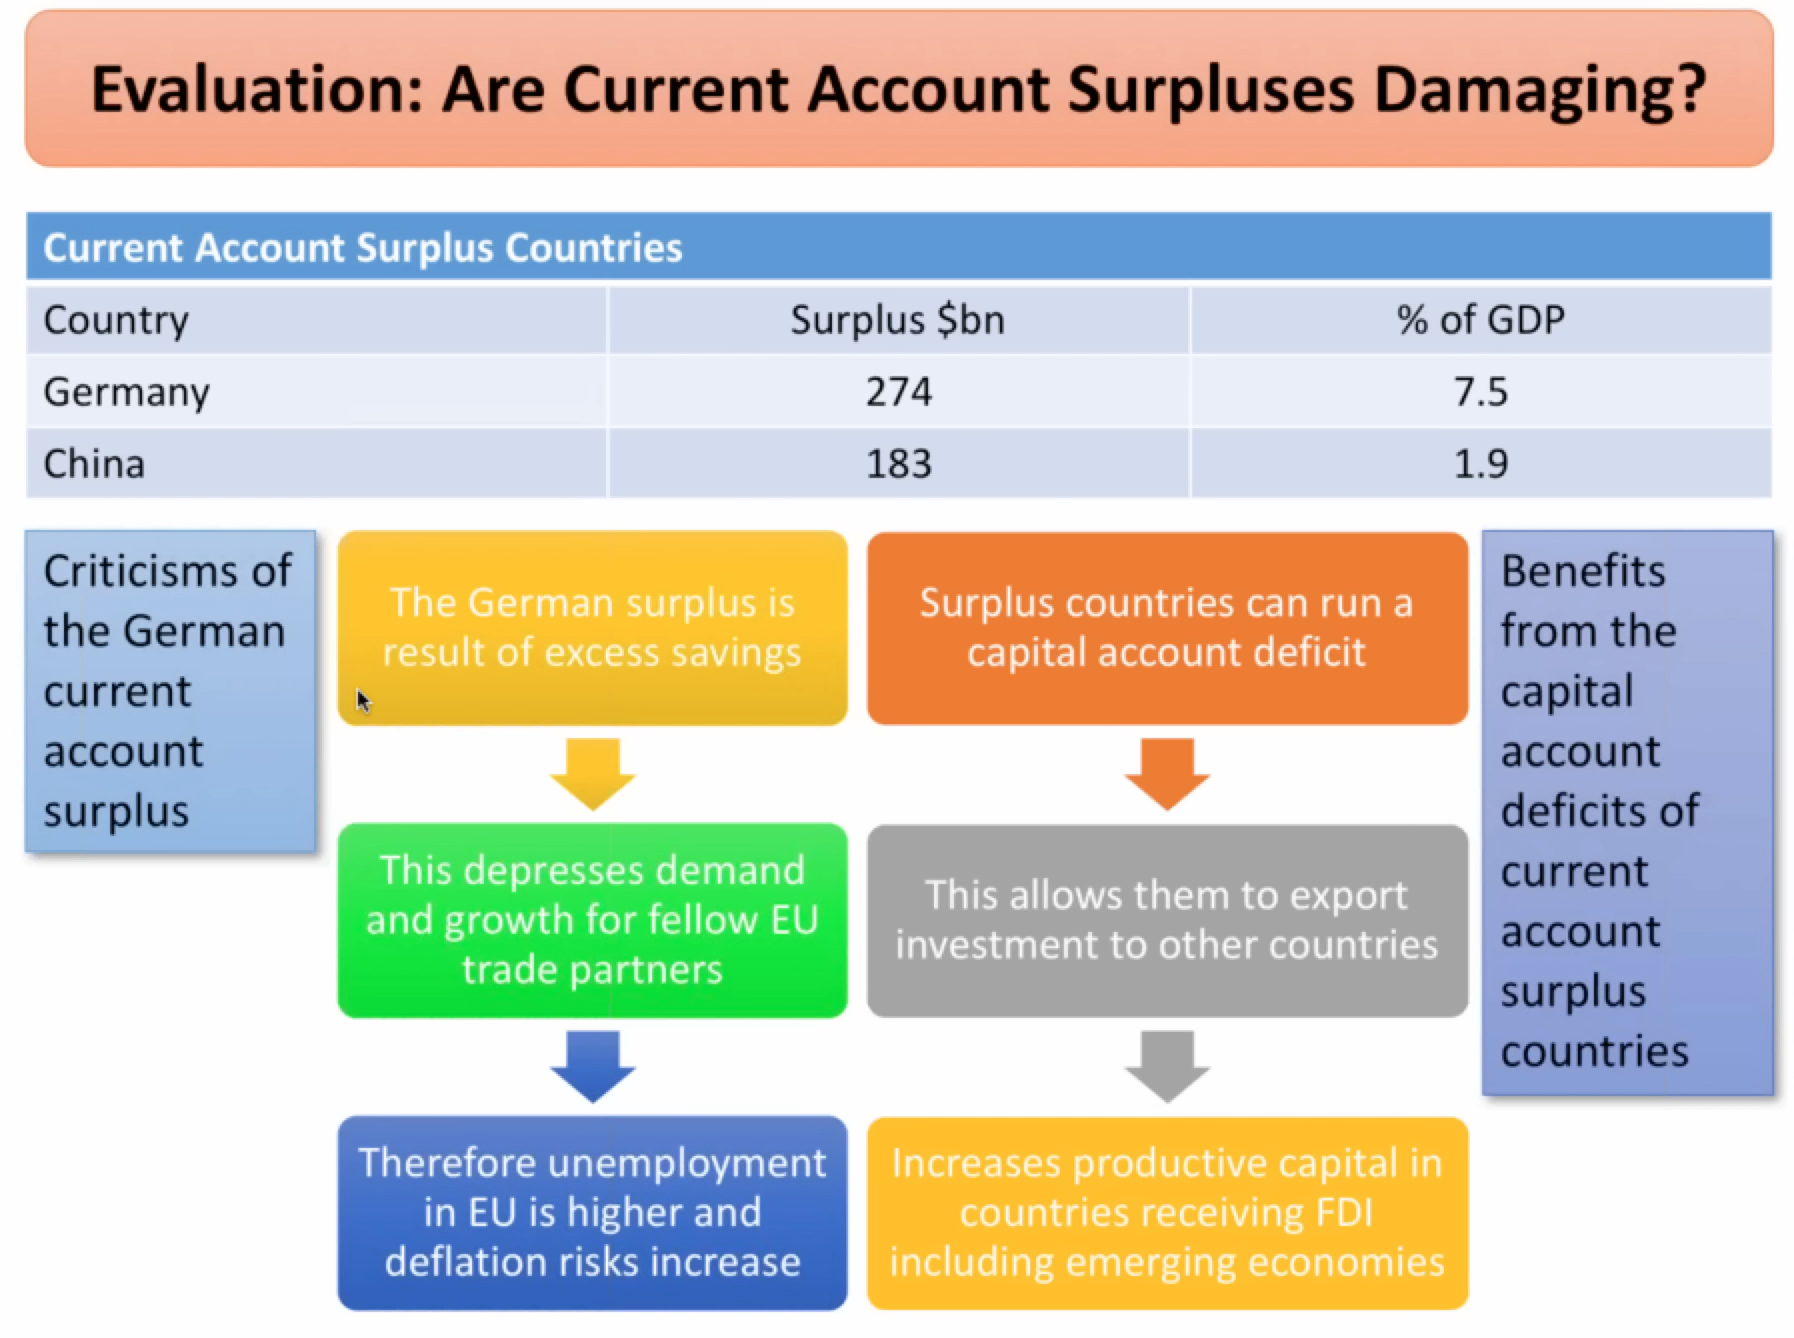 Evaluation: Are Current Account Surpluses Damaging?
Current Account Surplus Countries
Country Surplus $bn % of GDP
Germany 274 7.5
China 183 1.9
Criticisms of
the German
current
account
surplus
The German surplus is
result of excess savings
This depresses demand
and growth for fellow EU
trade partners
Therefore unemployment
in EU is higher and
deflation risks increase
Surplus countries can run a
capital account deficit
This allows them to export
investment to other countries
Increases productive capital in
countries receiving FDI
including emerging economies
Benefits
from the
capital
account
deficits of
current
account
surplus
countries